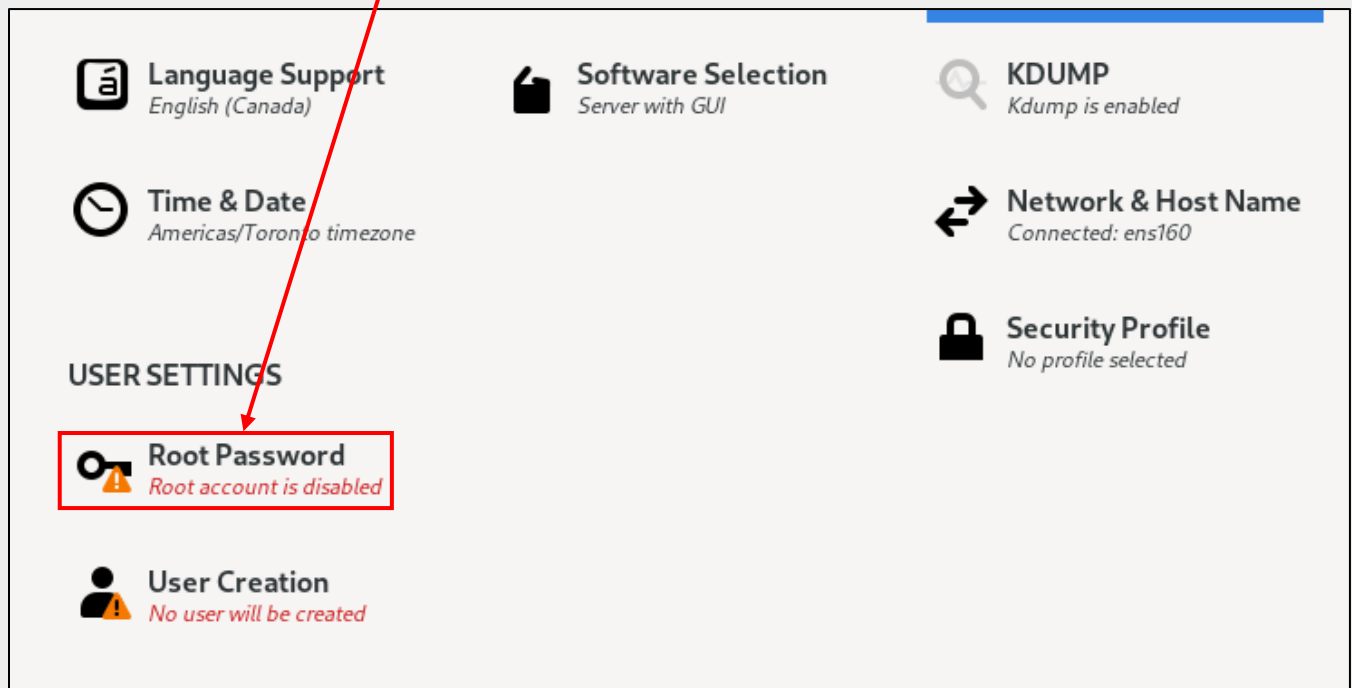 Language Support
English (Canada)
Software Selection
Server with GUI
KDUMP
Kdump is enabled
Time & Date
Americas/Toronto timezone
Network & Host Name
Connected: ens160
Security Profile
No profile selected
USER SETTINGS
Root Password
Root account is disabled
User Creation
No user will be created